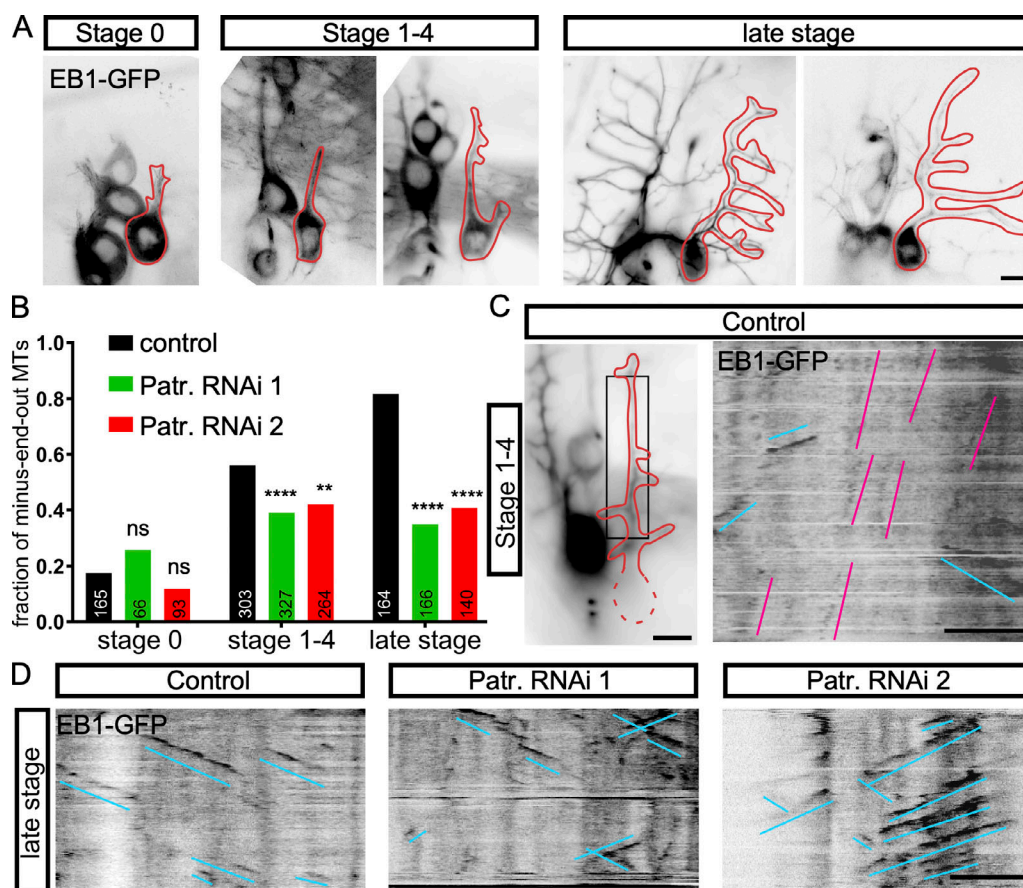 A
Stage 0
Stage 1-4
late stage
EB1-GFP
B
fraction of minus-end-out MTs
1.0
0.8
0.6
0.4
0.2
0.0
control
Patr. RNAi 1
Patr. RNAi 2
ns
ns
****
**
****
****
165
66
93
303
327
264
164
166
140
stage 0
stage 1-4
late stage
C
Control
Stage 1-4
EB1-GFP
D
Control
Patr. RNAi 1
Patr. RNAi 2
late stage
EB1-GFP